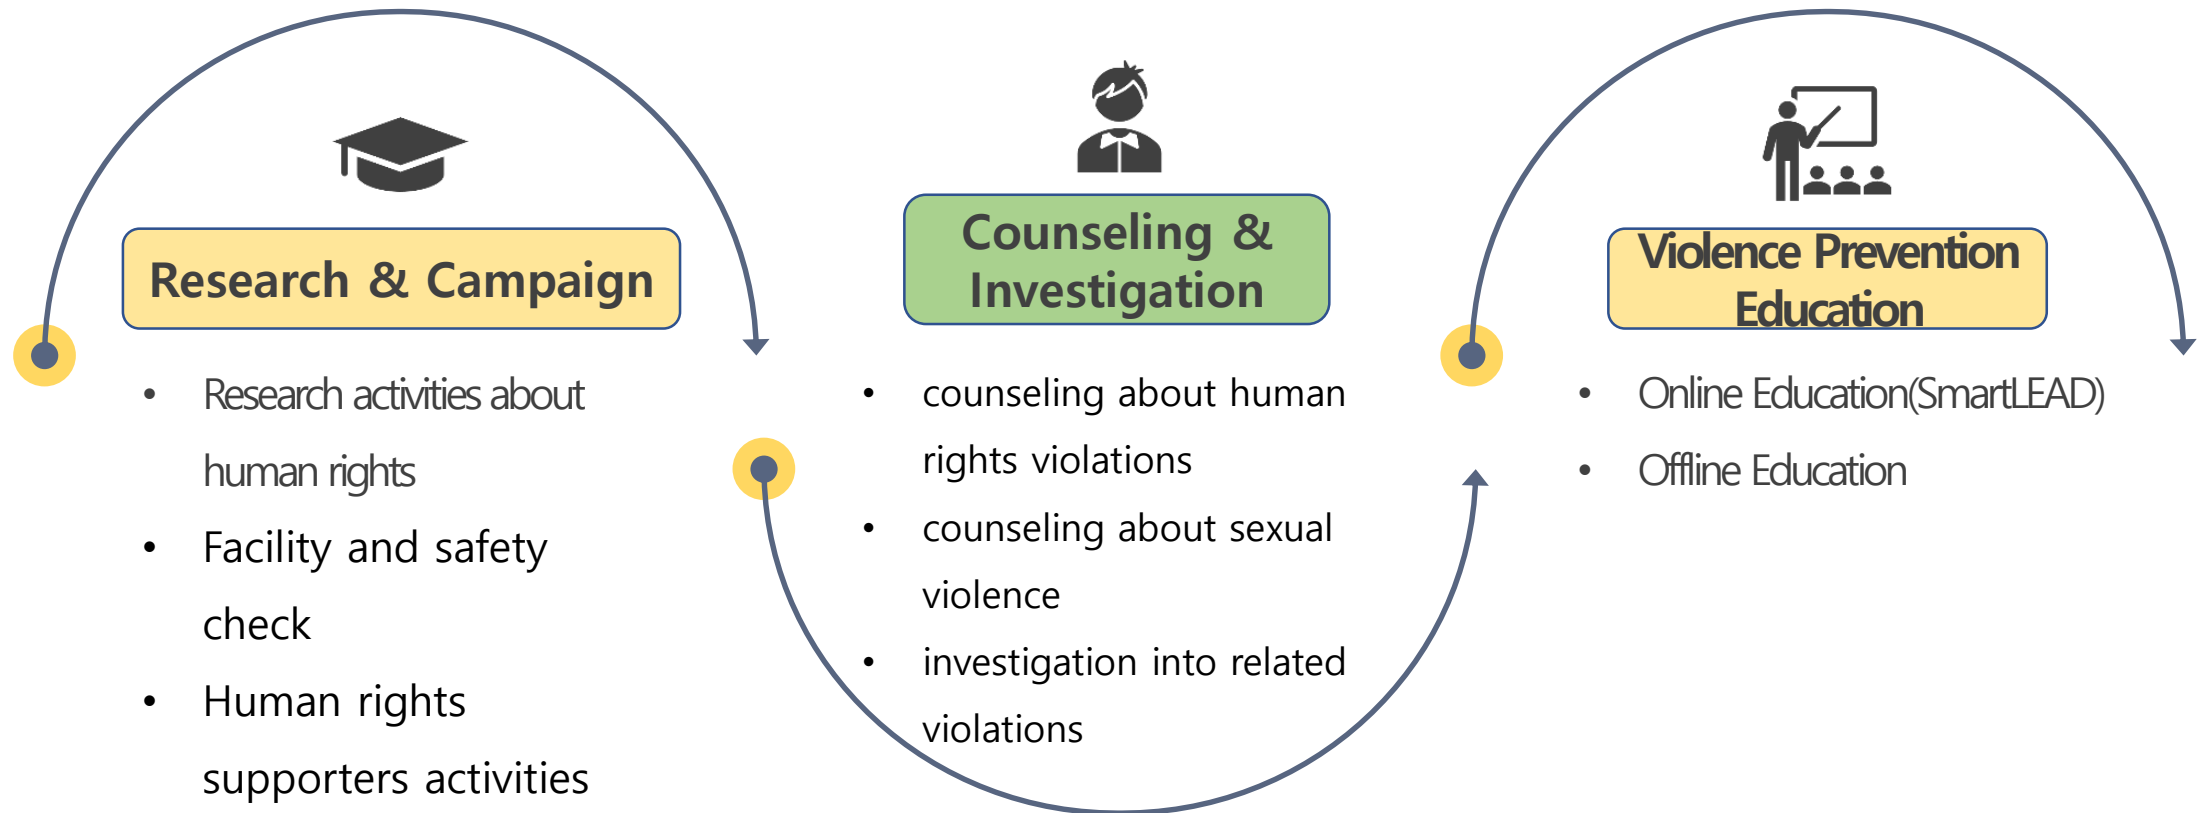 Research & Campaign
• Research activities about
human rights
• Facility and safety
check
• Human rights
supporters activities
Counseling &
Investigation
• counseling about human
rights violations
• counseling about sexual
violence
• investigation into related
violations
Violence Prevention
Education
• Online Education(SmartLEAD)
• Offline Education